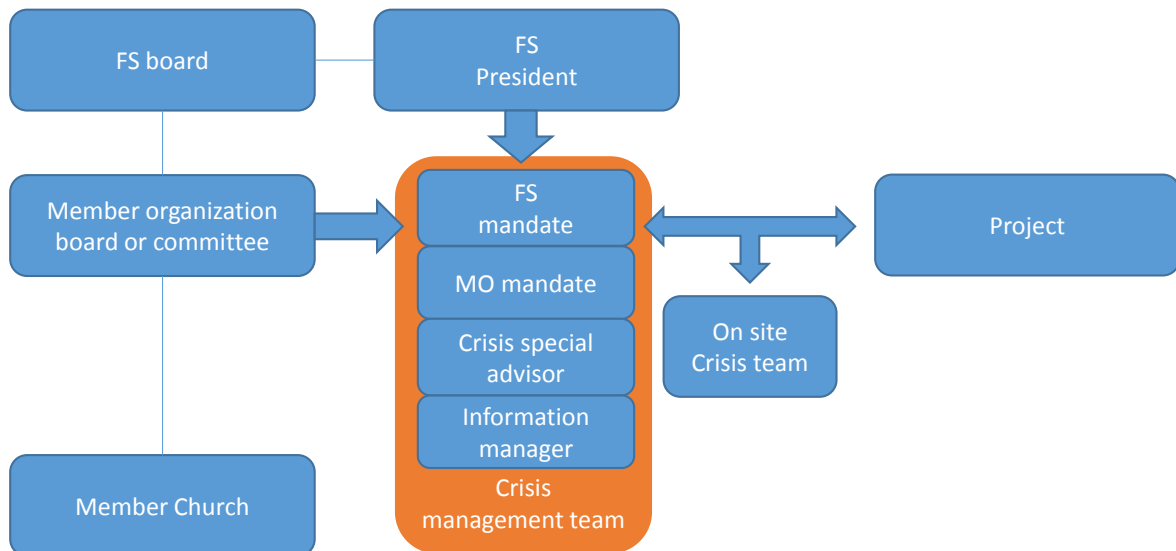 FS board
FS
President
Member organization
board or committee
FS
mandate
MO mandate
Crisis special
advisor
Information
manager
Crisis
management team
Project
On site
Crisis team
Member Church